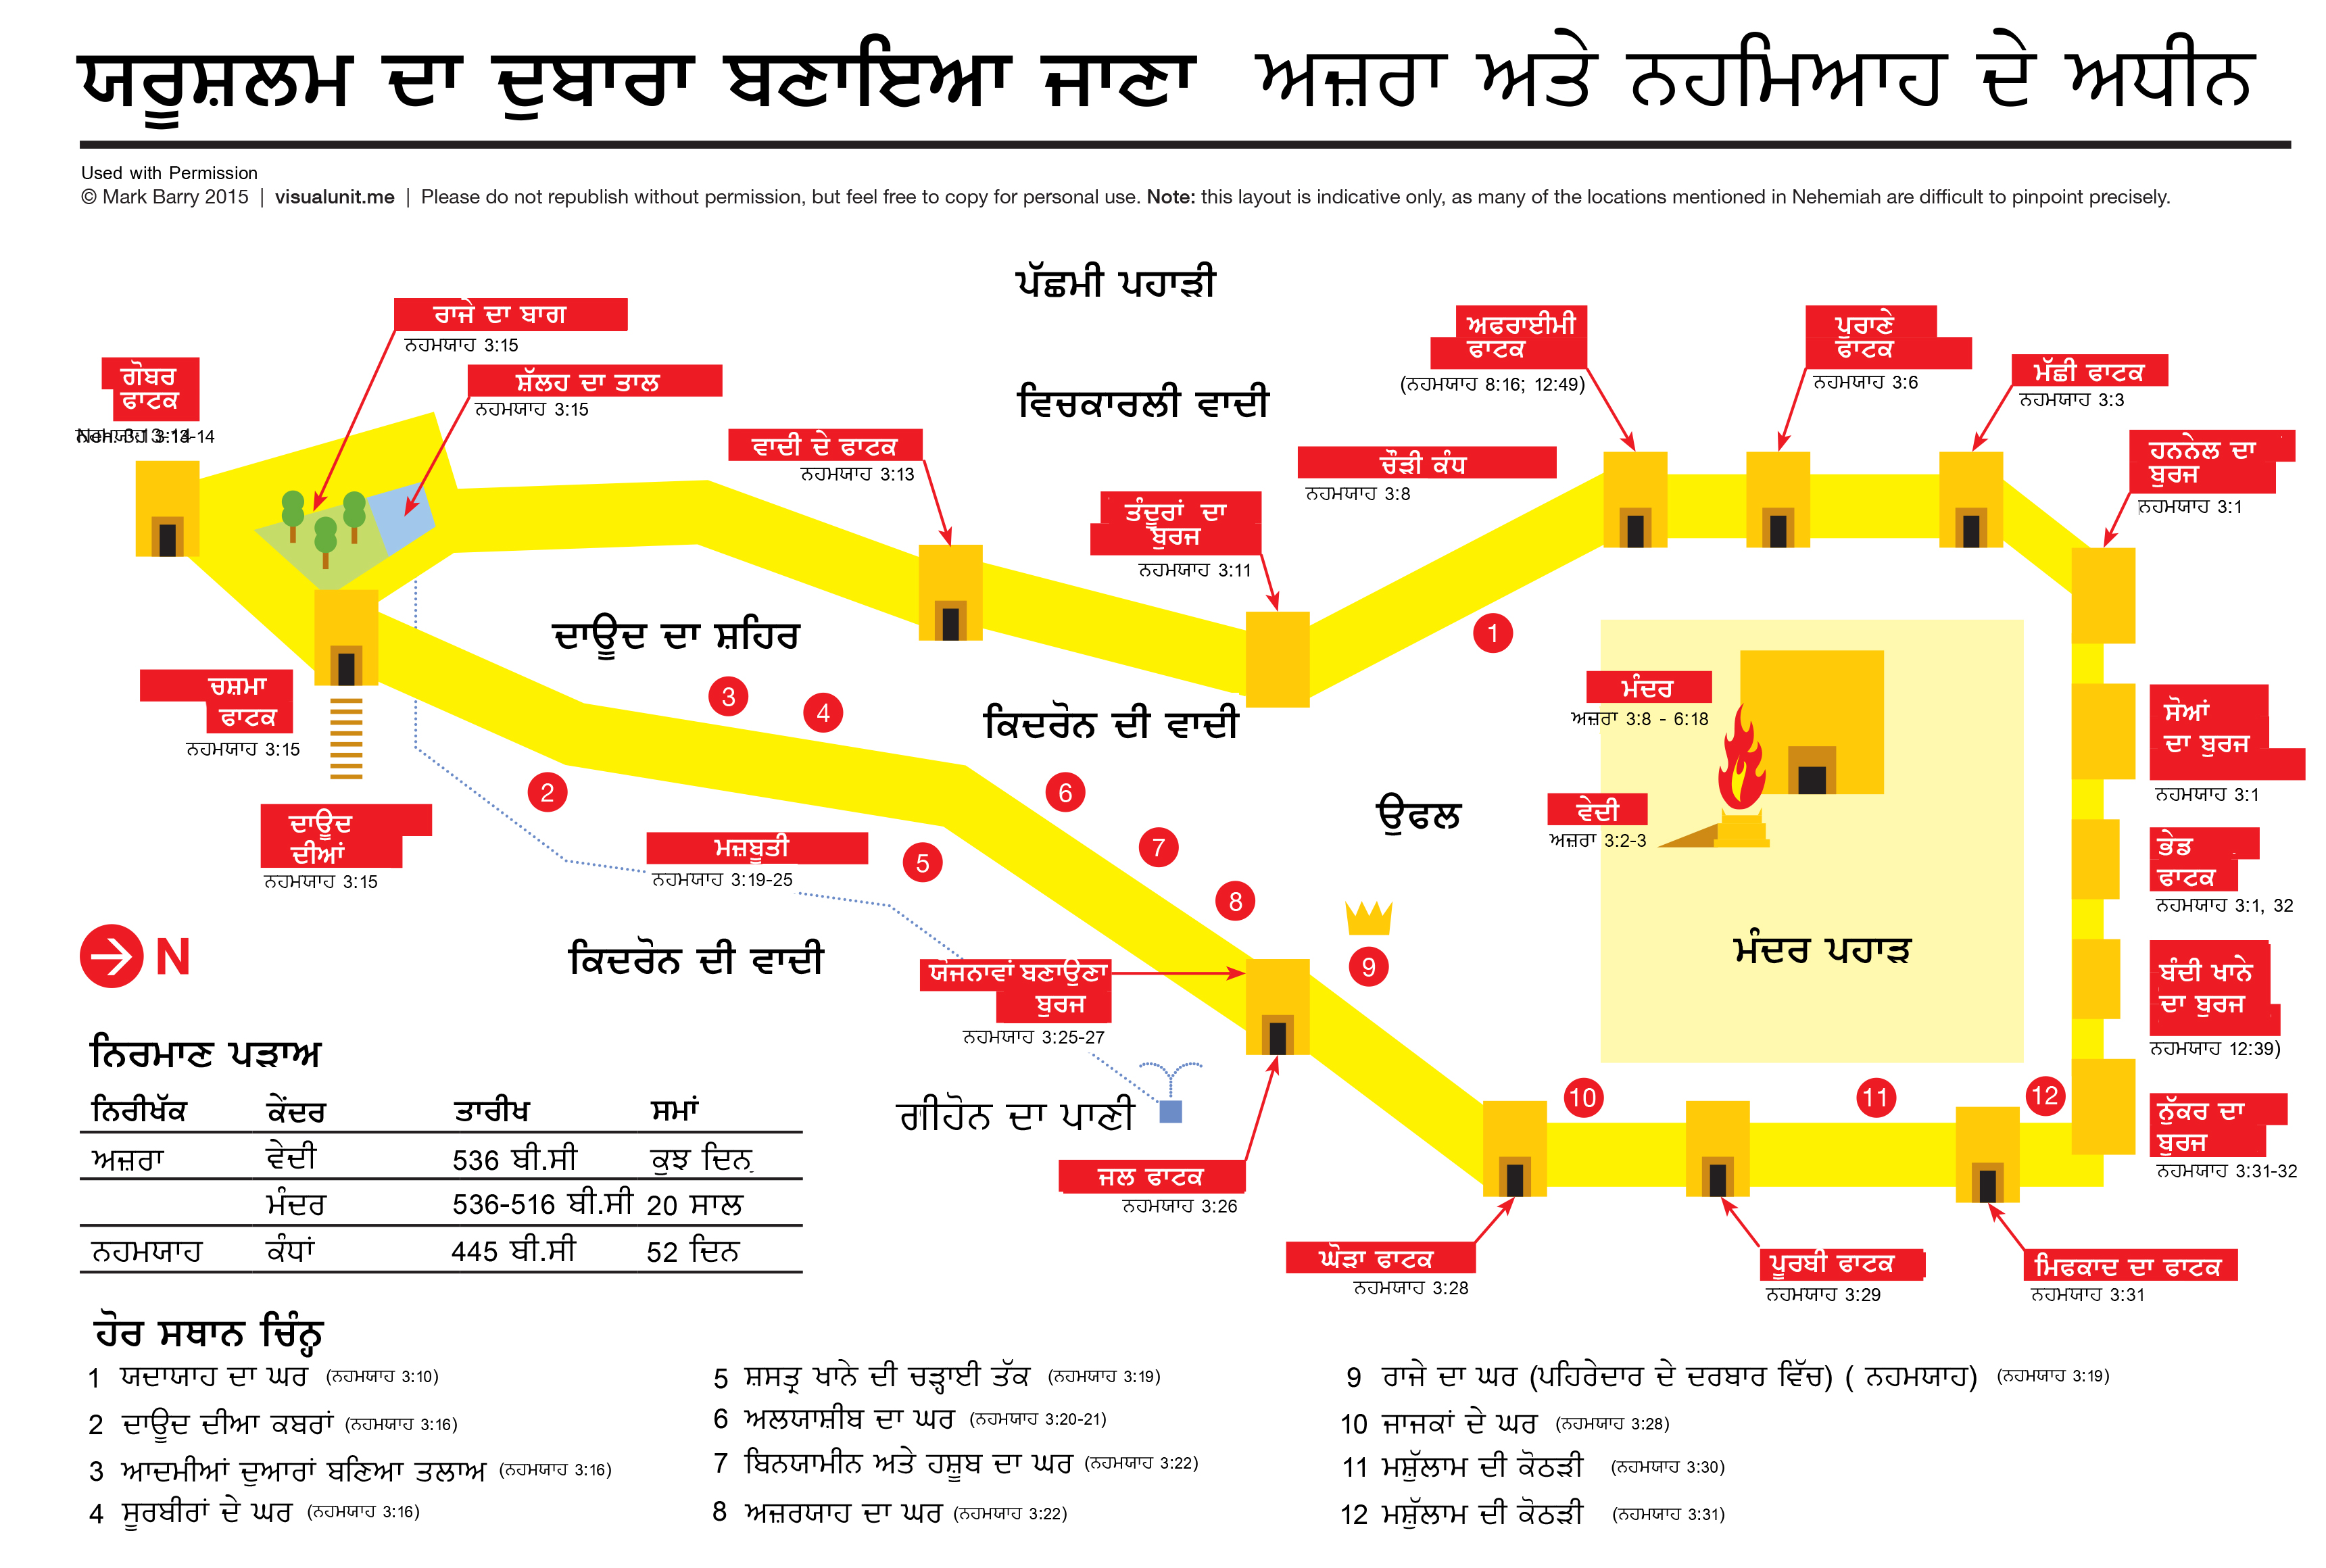 ਯਰੂਸ਼ਲਮ ਦਾ ਦੁਬਾਰਾ ਬਣਾਇਆ ਜਾਣਾ ਅਜ਼ਰਾ ਅਤੇ ਨਹਮਿਆਹ ਦੇ ਅਧੀਨ
Used with Permission
© Mark Barry 2015 | visualunit.me | Please do not republish without permission, but feel free to copy for personal use. Note: this layout is indicative only, as many of the locations mentioned in Nehemiah are difficult to pinpoint precisely.
ਪੱਛਮੀ ਪਹਾੜੀ
ਰਾਜੇ ਦਾ ਬਾਗ
ਨਹਮਯਾਹ 3:15
ਅਫਰਾਈਮੀ
ਫਾਟਕ
(ਨਹਮਯਾਹ 8:16; 12:49)
ਪੁਰਾਣੇ
ਫਾਟਕ
ਨਹਮਯਾਹ 3:6
ਮੱਛੀ ਫਾਟਕ
ਨਹਮਯਾਹ 3:3
ਗੋਬਰ
ਫਾਟਕ
ਸ਼ੱਲਹ ਦਾ ਤਾਲ
ਨਹਮਯਾਹ 3:15
ਵਿਚਕਾਰਲੀ ਵਾਦੀ
ਵਾਦੀ ਦੇ ਫਾਟਕ
ਨਹਮਯਾਹ 3:13
ਚੌੜੀ ਕੰਧ
ਨਹਮਯਾਹ 3:8
ਹਨਨੇਲ ਦਾ
ਬੁਰਜ
ਨਹਮਯਾਹ 3:1
ਤੰਦੂਰਾਂ ਦਾ
ਬੁਰਜ
ਨਹਮਯਾਹ 3:11
ਦਾਊਦ ਦਾ ਸ਼ਹਿਰ
1
3
4
ਚਸ਼ਮਾ
ਫਾਟਕ
ਨਹਮਯਾਹ 3:15
ਕਿਦਰੋਨ ਦੀ ਵਾਦੀ
ਮੰਦਰ
ਅਜ਼ਰਾ 3:8 - 6:18
ਸੋਆਂ
ਦਾ ਬੁਰਜ
ਨਹਮਯਾਹ 3:1
2
6
ਉਫਲ
ਵੇਦੀ
ਅਜ਼ਰਾ 3:2-3
ਦਾਊਦ
ਦੀਆਂ
ਨਹਮਯਾਹ 3:15
ਮਜ਼ਬੂਤੀ
ਨਹਮਯਾਹ 3:19-25
5
7
8
ਭੇਡ
ਫਾਟਕ
ਨਹਮਯਾਹ 3:1, 32
N
ਕਿਦਰੋਨ ਦੀ ਵਾਦੀ
9
ਮੰਦਰ ਪਹਾੜ
ਬੰਦੀ ਖਾਨੇ
ਦਾ ਬੁਰਜ
ਨਹਮਯਾਹ 12:39)
ਯੋਜਨਾਵਾਂ ਬਣਾਉਣਾ
ਬੁਰਜ
ਨਹਮਯਾਹ 3:25-27
ਗੀਹੋਨ ਦਾ ਪਾਣੀ
10
11
12
ਨੁੱਕਰ ਦਾ
ਬੁਰਜ
ਨਹਮਯਾਹ 3:31-32
ਜਲ ਫਾਟਕ
ਨਹਮਯਾਹ 3:26
ਘੋੜਾ ਫਾਟਕ
ਨਹਮਯਾਹ 3:28
ਪੂਰਬੀ ਫਾਟਕ
ਨਹਮਯਾਹ 3:29
ਮਿਫਕਾਦ ਦਾ ਫਾਟਕ
ਨਹਮਯਾਹ 3:31
ਨਿਰਮਾਣ ਪੜਾਅ
ਨਿਰੀਖੱਕ ਕੇਂਦਰ ਤਾਰੀਖ ਸਮਾਂ
ਅਜ਼ਰਾ ਵੇਦੀ 536 ਬੀ.ਸੀ ਕੁਝ ਦਿਨ
ਮੰਦਰ 536-516 ਬੀ.ਸੀ 20 ਸਾਲ
ਨਹਮਯਾਹ ਕੰਧਾਂ 445 ਬੀ.ਸੀ 52 ਦਿਨ
ਹੋਰ ਸਥਾਨ ਚਿੰਨ੍ਹ
1 ਯਦਾਯਾਹ ਦਾ ਘਰ (ਨਹਮਯਾਹ 3:10)
2 ਦਾਊਦ ਦੀਆ ਕਬਰਾਂ (ਨਹਮਯਾਹ 3:16)
3 ਆਦਮੀਆਂ ਦੁਆਰਾਂ ਬਣਿਆ ਤਲਾਅ (ਨਹਮਯਾਹ 3:16)
4 ਸੂਰਬੀਰਾਂ ਦੇ ਘਰ (ਨਹਮਯਾਹ 3:16)
5 ਸ਼ਸਤ੍ਰ ਖਾਨੇ ਦੀ ਚੜ੍ਹਾਈ ਤੱਕ (ਨਹਮਯਾਹ 3:19)
6 ਅਲਯਾਸ਼ੀਬ ਦਾ ਘਰ (ਨਹਮਯਾਹ 3:20-21)
7 ਬਿਨਯਾਮੀਨ ਅਤੇ ਹਸ਼ੂਬ ਦਾ ਘਰ (ਨਹਮਯਾਹ 3:22)
8 ਅਜ਼ਰਯਾਹ ਦਾ ਘਰ (ਨਹਮਯਾਹ 3:22)
9 ਰਾਜੇ ਦਾ ਘਰ (ਪਹਿਰੇਦਾਰ ਦੇ ਦਰਬਾਰ ਵਿੱਚ) ( ਨਹਮਯਾਹ) (ਨਹਮਯਾਹ 3:19)
10 ਜਾਜਕਾਂ ਦੇ ਘਰ (ਨਹਮਯਾਹ 3:28)
11 ਮਸ਼ੁੱਲਾਮ ਦੀ ਕੋਠੜੀ (ਨਹਮਯਾਹ 3:30)
12 ਮਸ਼ੁੱਲਾਮ ਦੀ ਕੋਠੜੀ (ਨਹਮਯਾਹ 3:31)